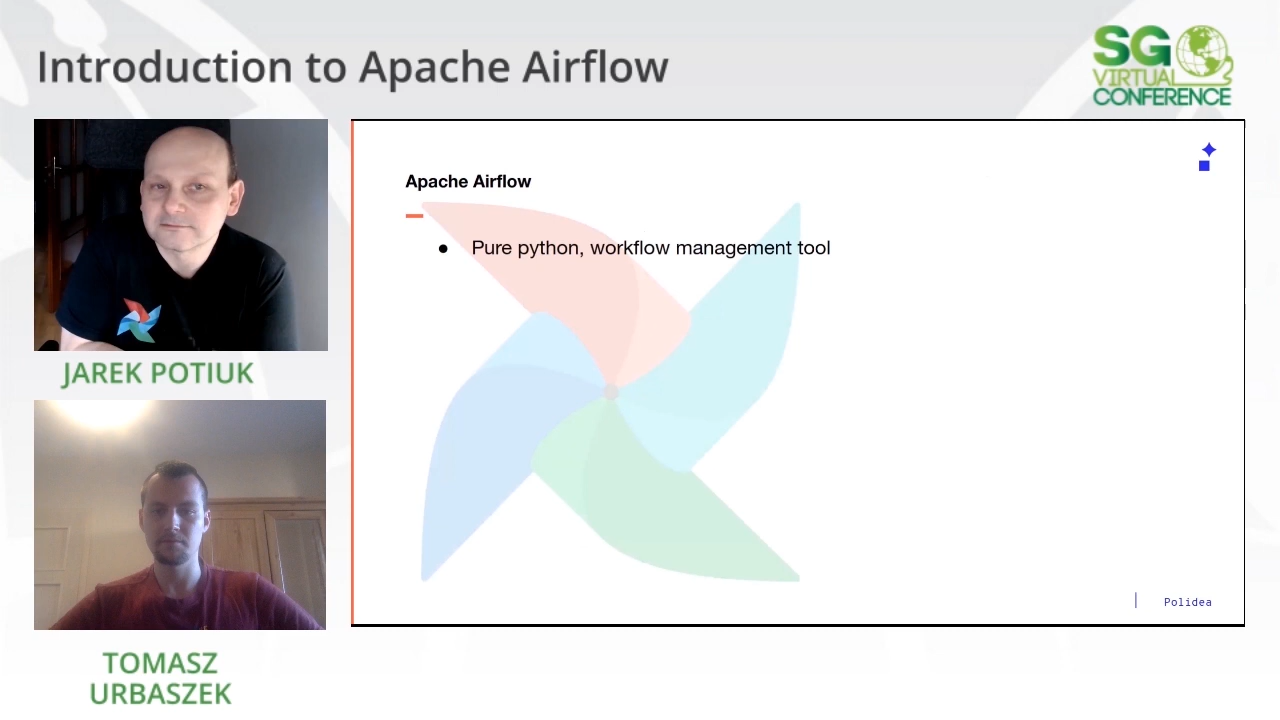 Introduction to Apache Airflow
SG
VIRTUAL
CONFERENCE
JAREK POTIUK
TOMASZ
URBASZEK
Apache Airflow
● Pure python, workflow management tool
Polidea